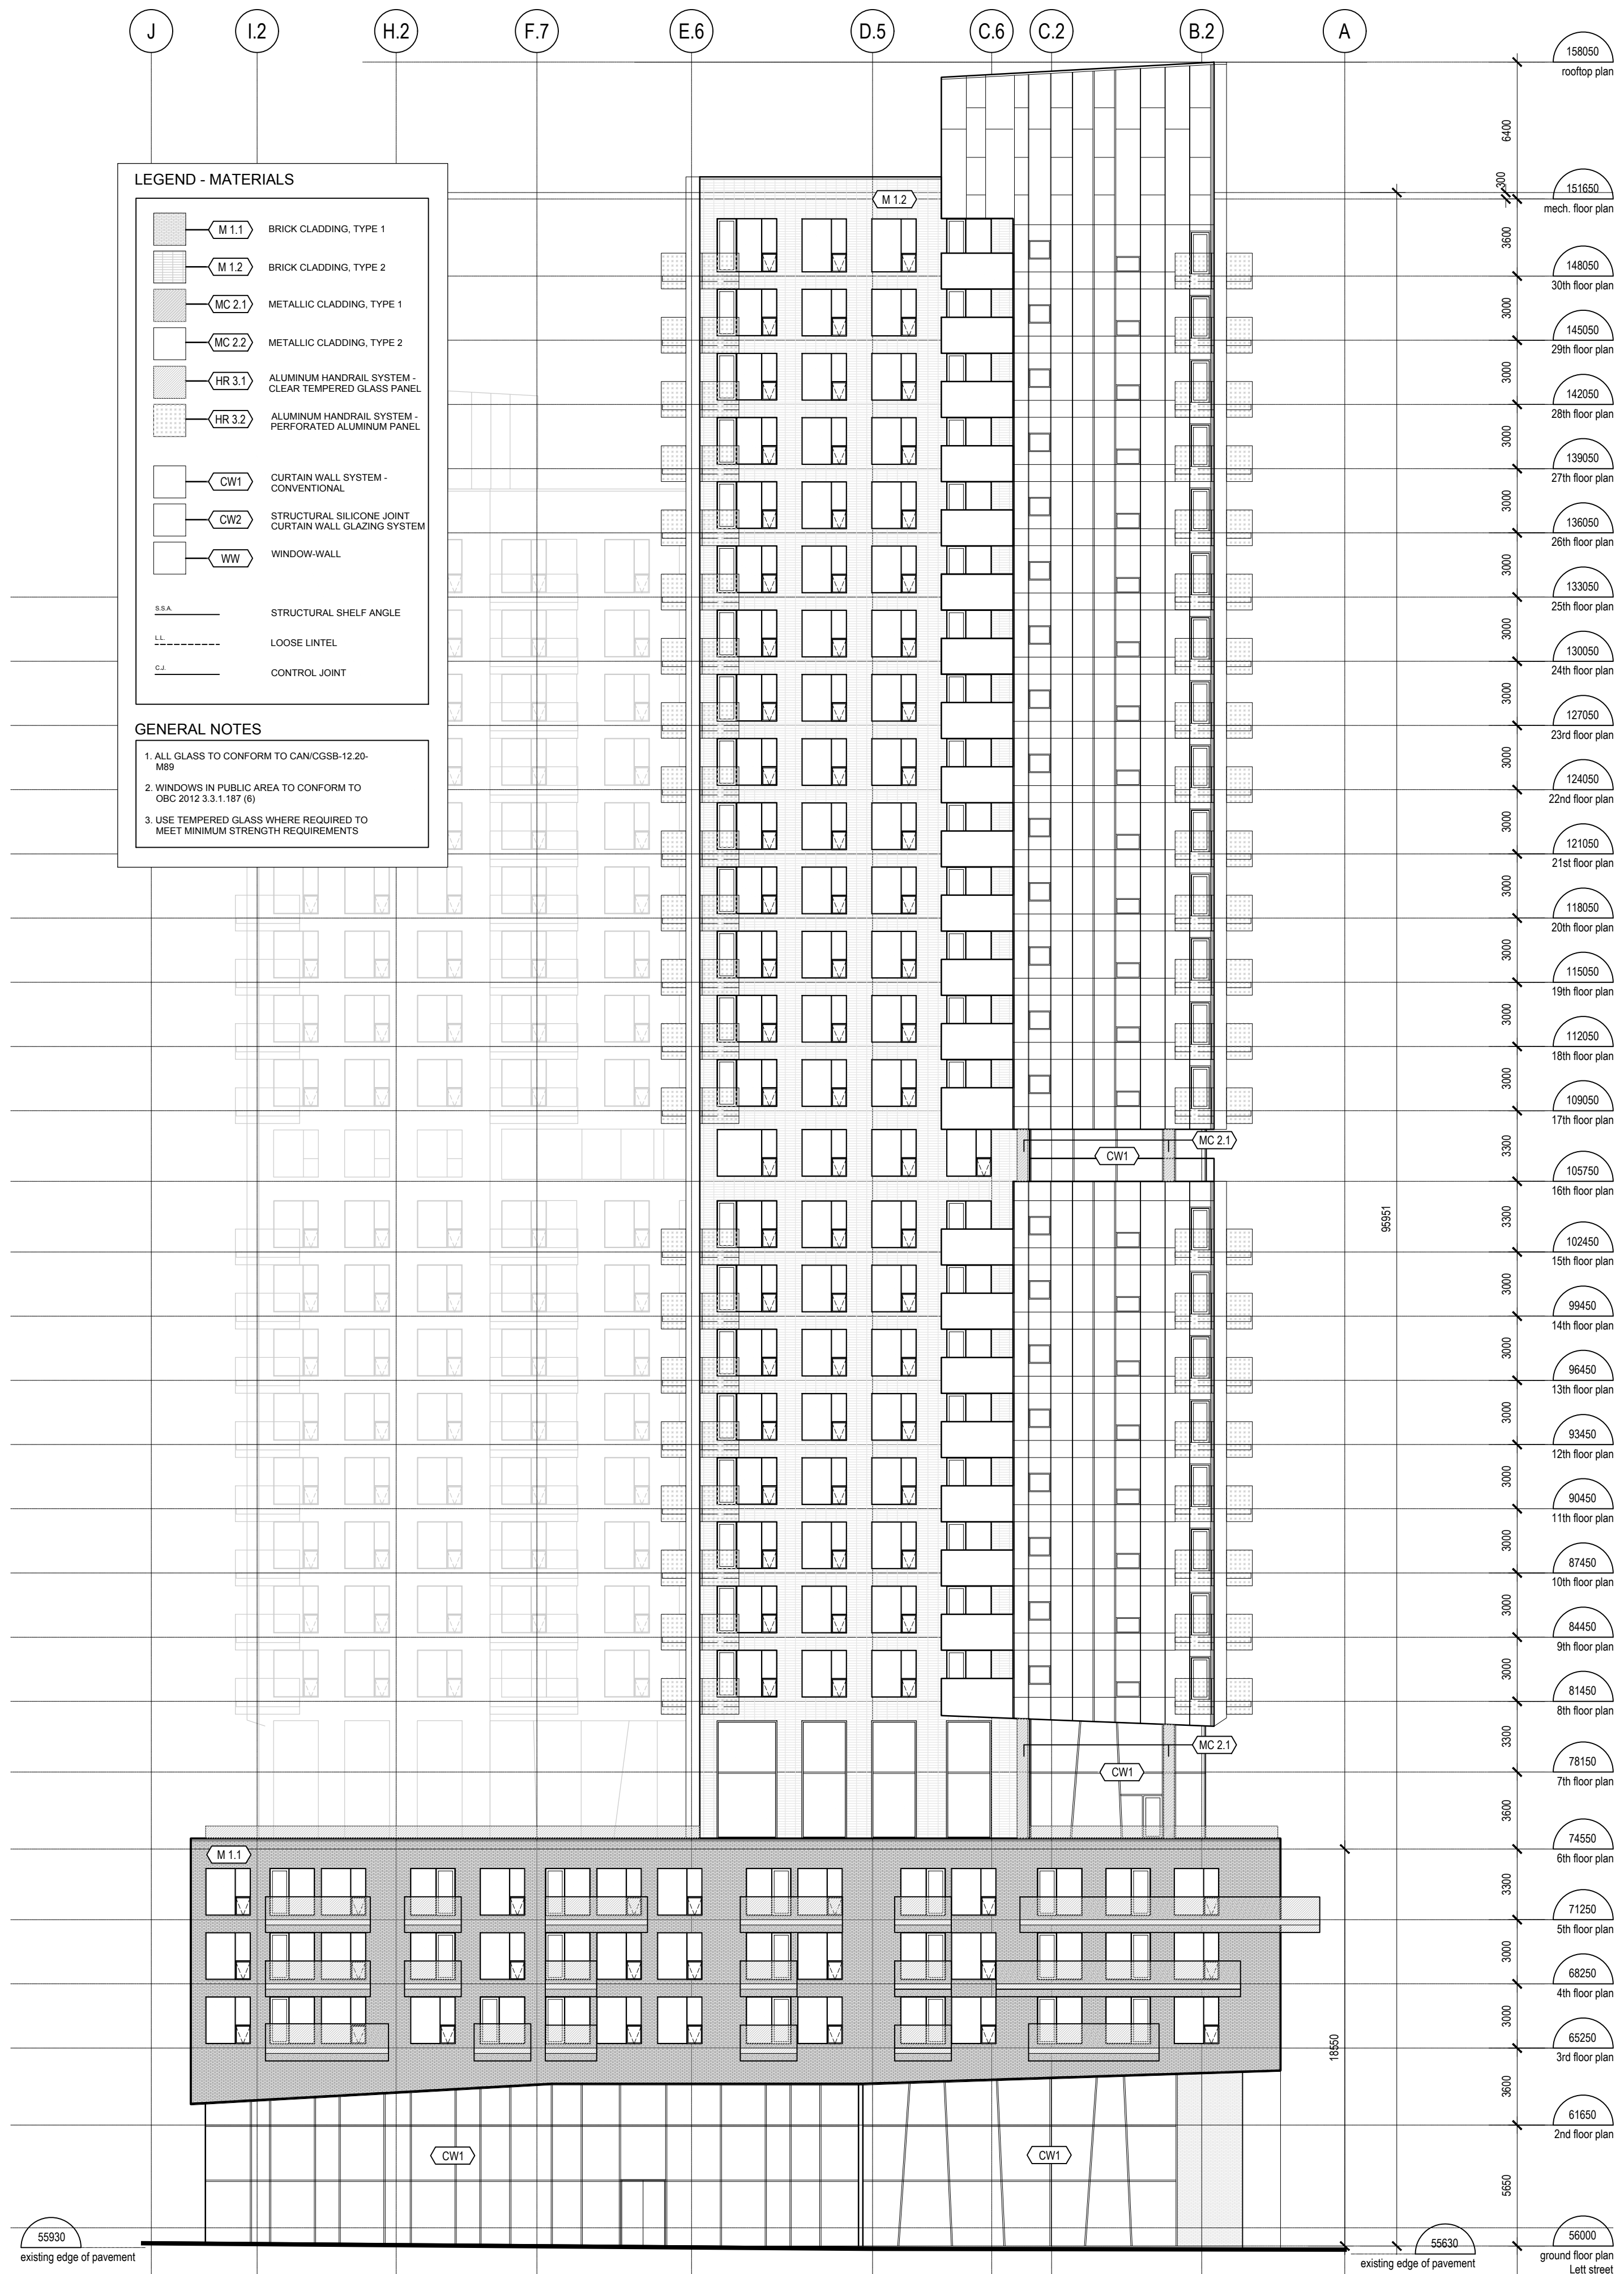 J
I.2
H.2
F.7
E.6
D.5
C.6
C.2
B.2
A
LEGEND - MATERIALS
M 1.1
BRICK CLADDING, TYPE 1
M 1.2
BRICK CLADDING, TYPE 2
MC 2.1
METALLIC CLADDING, TYPE 1
MC 2.2
METALLIC CLADDING, TYPE 2
HR 3.1
ALUMINUM HANDRAIL SYSTEM -
CLEAR TEMPERED GLASS PANEL
HR 3.2
ALUMINUM HANDRAIL SYSTEM -
PERFORATED ALUMINUM PANEL
CW1
CURTAIN WALL SYSTEM -
CONVENTIONAL
CW2
STRUCTURAL SILICONE JOINT
CURTAIN WALL GLAZING SYSTEM
WW
WINDOW-WALL
S.S.A.
STRUCTURAL SHELF ANGLE
L.L.
LOOSE LINTEL
C.J.
CONTROL JOINT
GENERAL NOTES
1. ALL GLASS TO CONFORM TO CAN/CGSB-12.20-
M89
2. WINDOWS IN PUBLIC AREA TO CONFORM TO
OBC 2012 3.3.1.187 (6)
3. USE TEMPERED GLASS WHERE REQUIRED TO
MEET MINIMUM STRENGTH REQUIREMENTS
M 1.2
MC 2.1
CW1
MC 2.1
CW1
M 1.1
CW1
CW1
95951
18550
158050
rooftop plan
6400
300
151650
mech. floor plan
3600
148050
30th floor plan
3000
145050
29th floor plan
3000
142050
28th floor plan
3000
139050
27th floor plan
3000
136050
26th floor plan
3000
133050
25th floor plan
3000
130050
24th floor plan
3000
127050
23rd floor plan
3000
124050
22nd floor plan
3000
121050
21st floor plan
3000
118050
20th floor plan
3000
115050
19th floor plan
3000
112050
18th floor plan
3000
109050
17th floor plan
3300
105750
16th floor plan
3300
102450
15th floor plan
3000
99450
14th floor plan
3000
96450
13th floor plan
3000
93450
12th floor plan
3000
90450
11th floor plan
3000
87450
10th floor plan
3000
84450
9th floor plan
3000
81450
8th floor plan
3300
78150
7th floor plan
3600
74550
6th floor plan
3300
71250
5th floor plan
3000
68250
4th floor plan
3000
65250
3rd floor plan
3600
61650
2nd floor plan
5650
56000
ground floor plan
Lett street
55930
existing edge of pavement
55630
existing edge of pavement